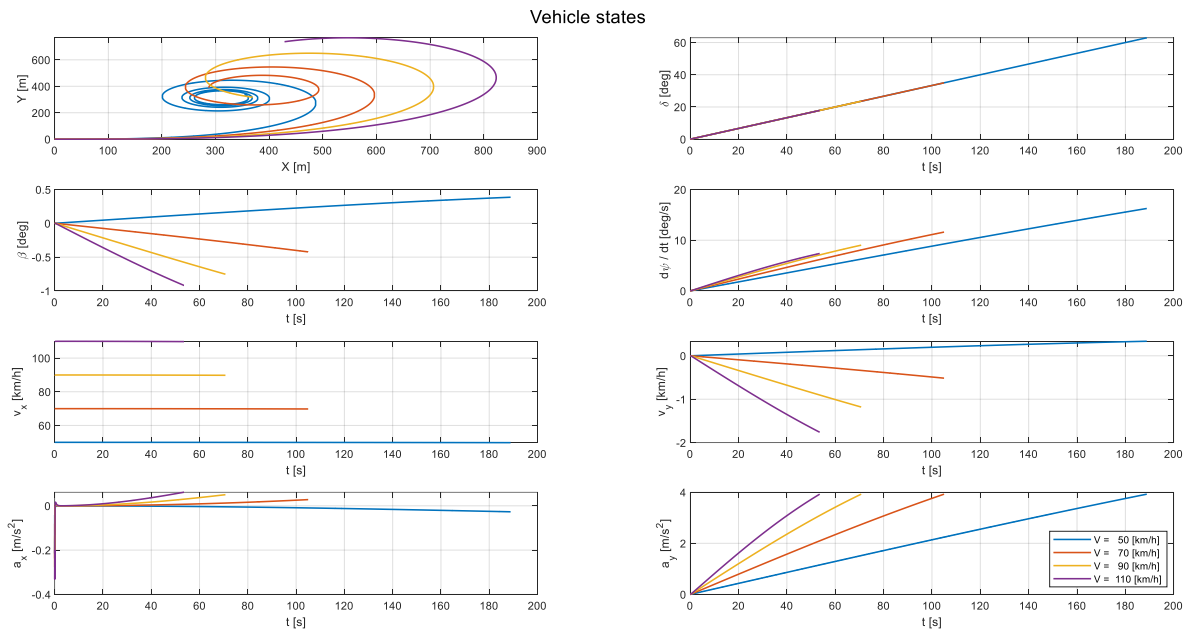 Vehicle states
600
400
200
0
Y [m]
0 100 200 300 400 500 600 700 800 900
X [m]
60
40
20
0
δ [deg]
0 20 40 60 80 100 120 140 160 180 200
t [s]
0.5
0
-0.5
-1
β [deg]
0 20 40 60 80 100 120 140 160 180 200
t [s]
20
10
0
dψ / dt [deg/s]
0 20 40 60 80 100 120 140 160 180 200
t [s]
100
80
60
v_x [km/h]
0 20 40 60 80 100 120 140 160 180 200
t [s]
0
-1
-2
v_y [km/h]
0 20 40 60 80 100 120 140 160 180 200
t [s]
0
-0.2
-0.4
a_x [m/s²]
0 20 40 60 80 100 120 140 160 180 200
t [s]
4
2
0
a_y [m/s²]
0 20 40 60 80 100 120 140 160 180 200
t [s]
V = 50 [km/h]
V = 70 [km/h]
V = 90 [km/h]
V = 110 [km/h]